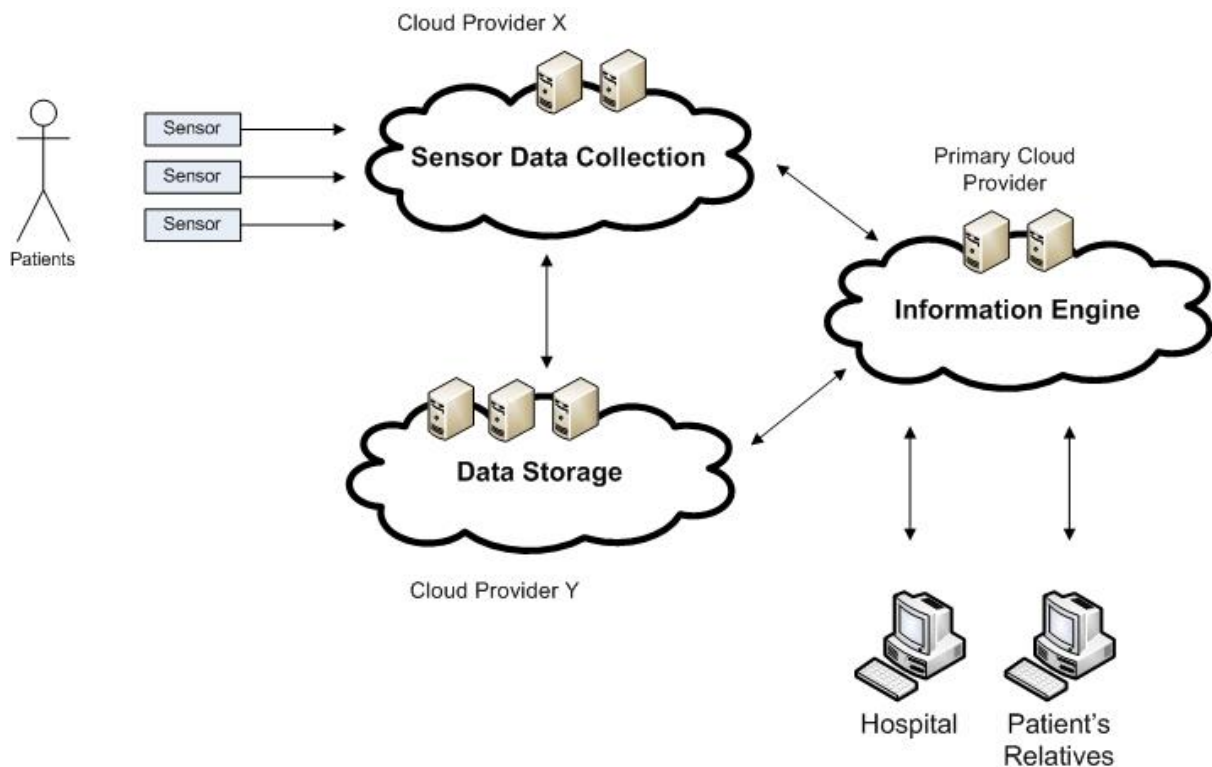 Cloud Provider X
Sensor
Sensor Data Collection
Sensor
Sensor
Patients
Primary Cloud
Provider
Information Engine
Data Storage
Cloud Provider Y
Hospital
Patient's
Relatives